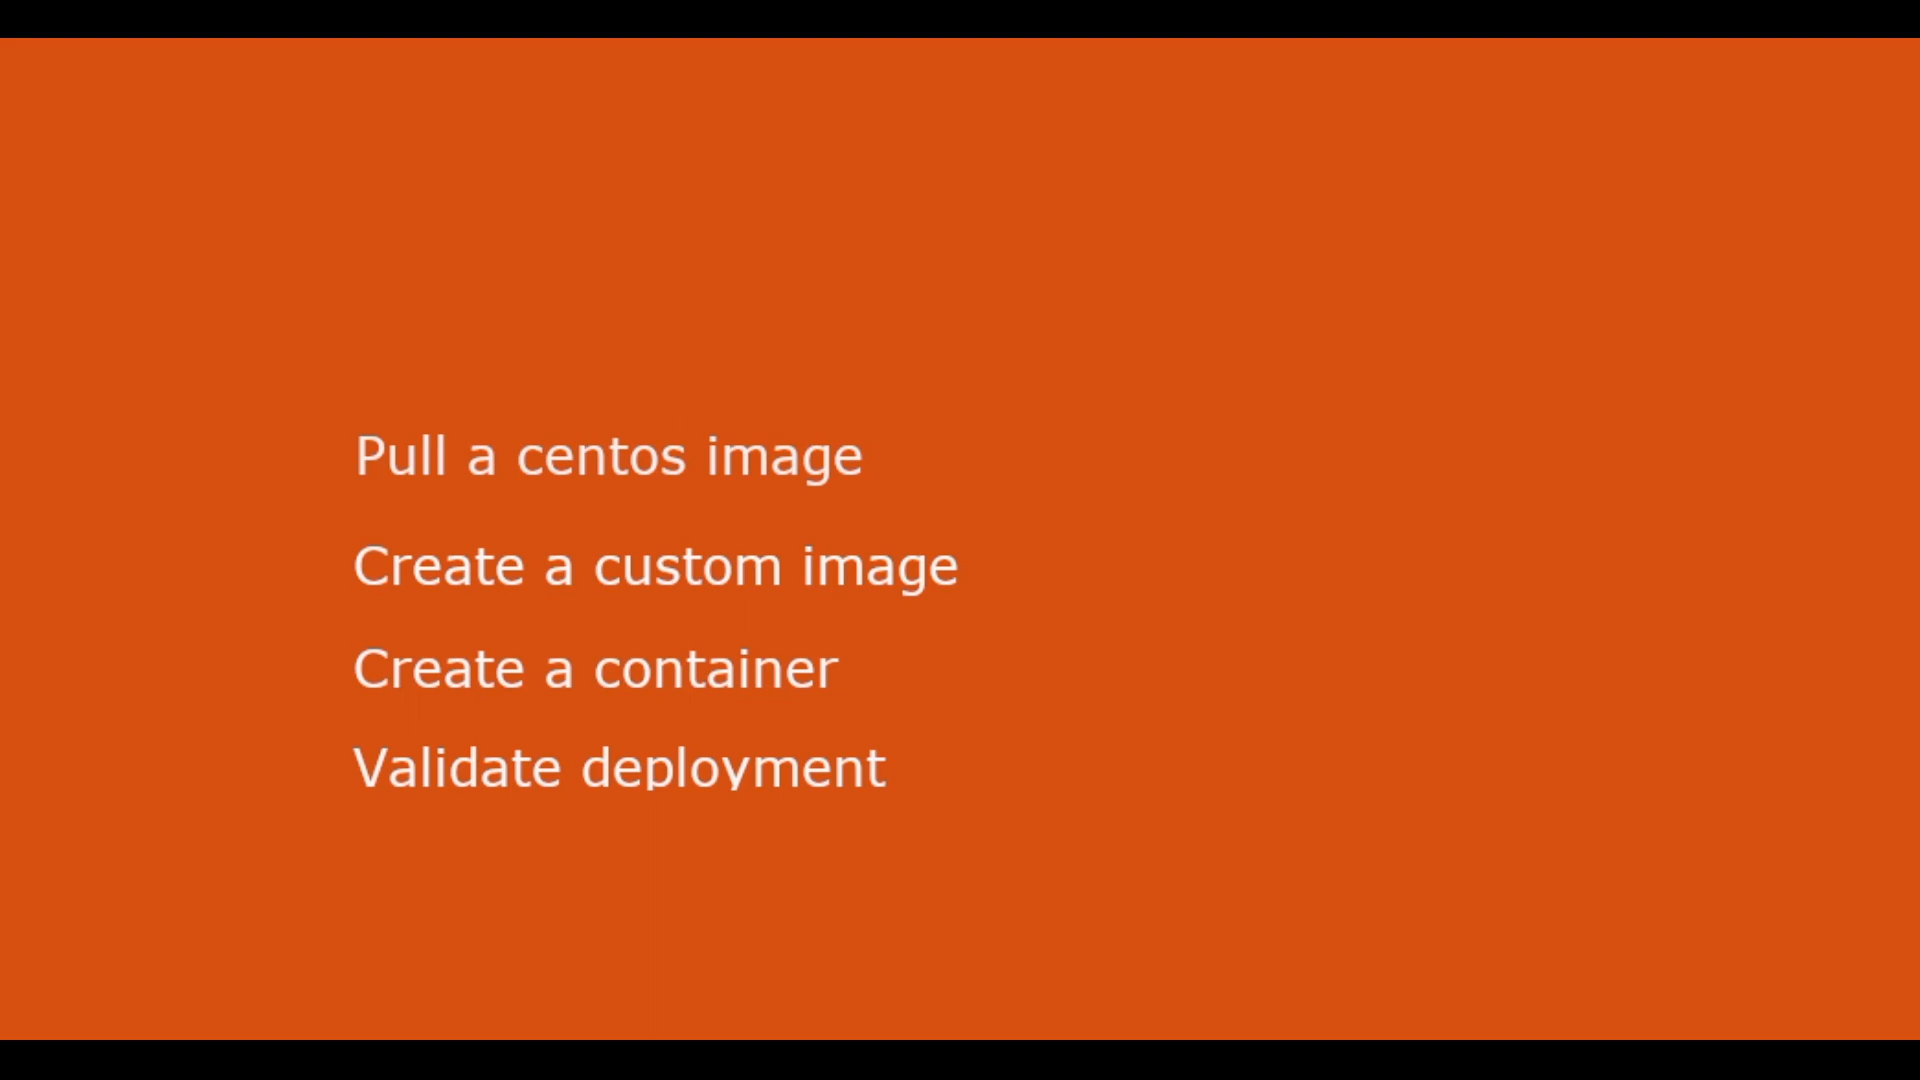 Pull a centos image
Create a custom image
Create a container
Validate deployment